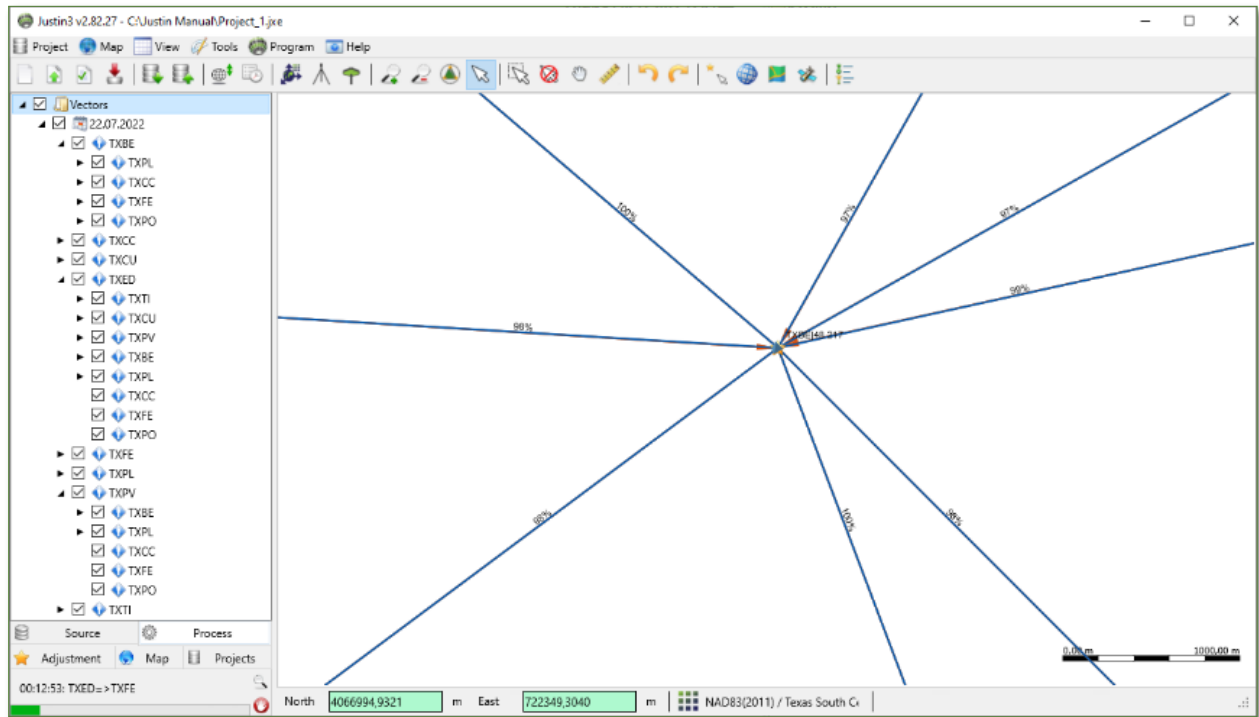 Justin3 v2.82.27 - C:\Justin Manual\Project_1.jxe
Project Map View Tools Program Help
Vectors
22.07.2022
TXBE
TXPL
TXCC
TXFE
TXPO
TXCC
TXCU
TXED
TXTI
TXCU
TXPV
TXBE
TXPL
TXCC
TXFE
TXPO
TXFE
TXPL
TXPV
TXBE
TXPL
TXCC
TXFE
TXPO
TXTI
Source Process
Adjustment Map Projects
00:12:53: TXED=>TXFE
100%
97%
97%
99%
98%
TXBE|48.217
98%
100%
98%
0,00 m 1000,00 m
North 4066994,9321 m East 722349,3040 m NAD83(2011) / Texas South